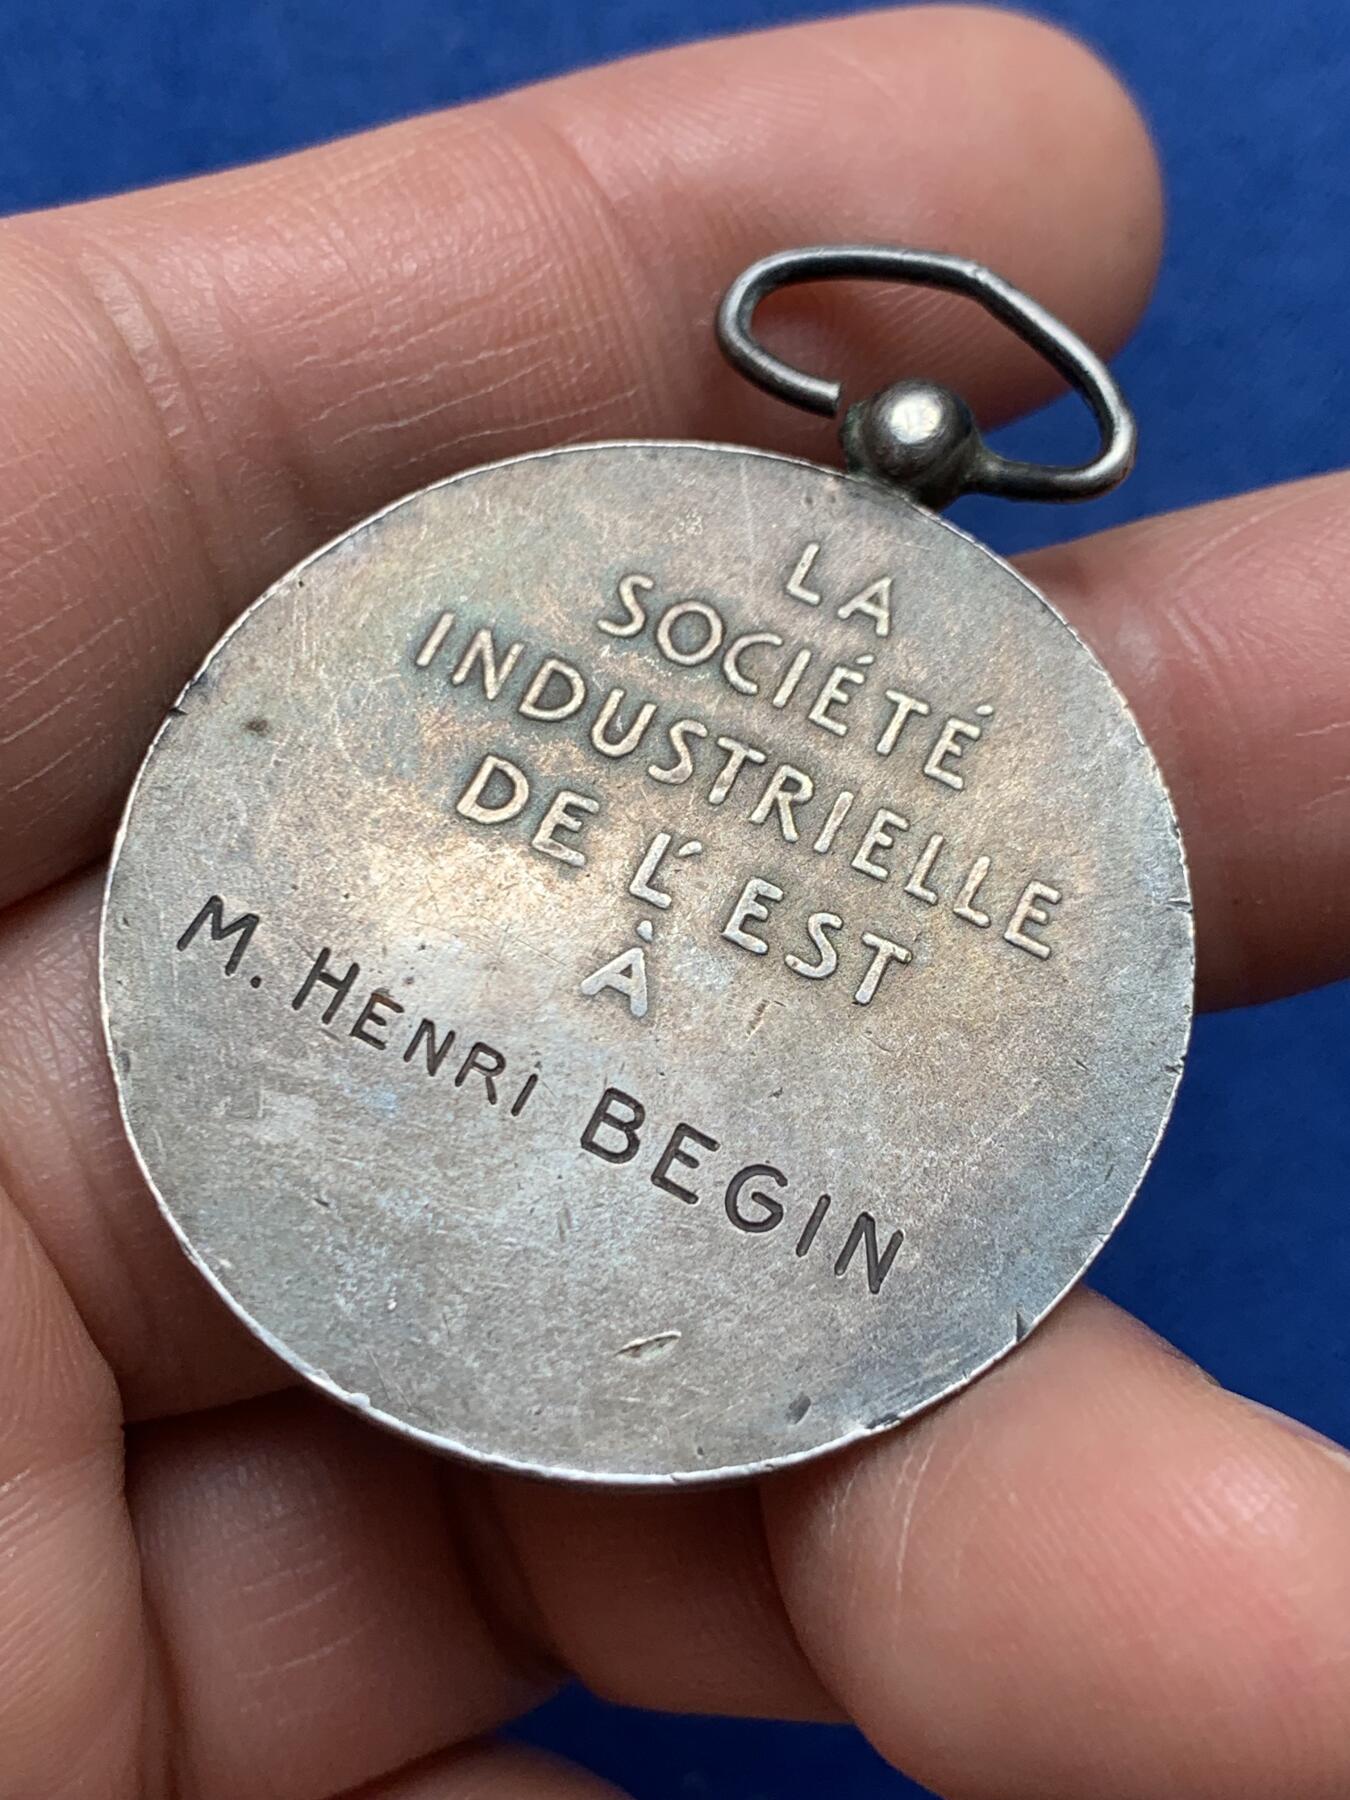 LA
SOCIÉTÉ
INDUSTRIELLE
DE L'EST
À
M. HENRI BEGIN